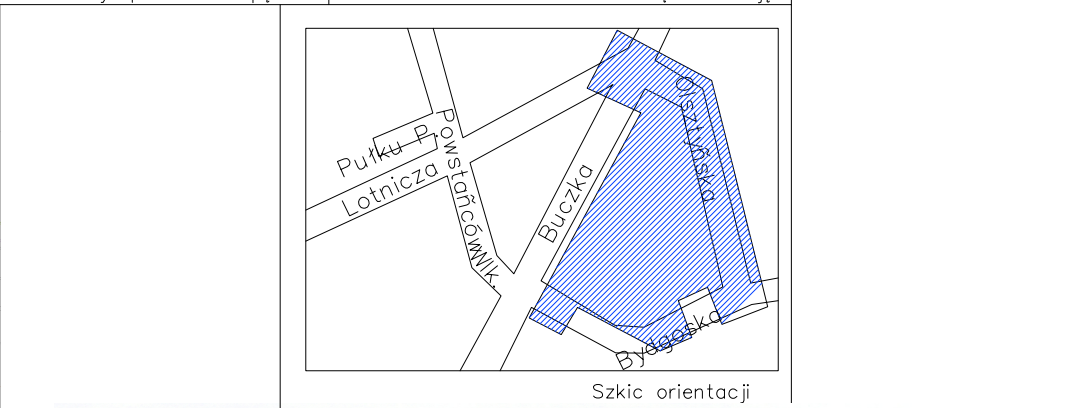 Olsztyńska
Pułku P.
Powstańców Wlk.
Lotnicza
Buczka
Bydgoska
Szkic orientacji